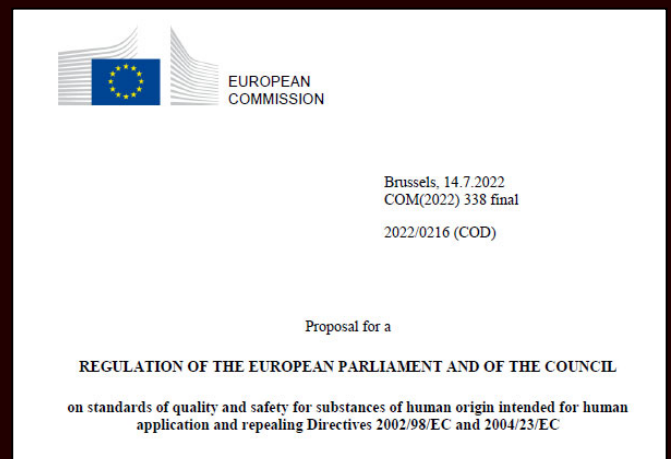 EUROPEAN
COMMISSION
Brussels, 14.7.2022
COM(2022) 338 final
2022/0216 (COD)
Proposal for a
REGULATION OF THE EUROPEAN PARLIAMENT AND OF THE COUNCIL
on standards of quality and safety for substances of human origin intended for human
application and repealing Directives 2002/98/EC and 2004/23/EC